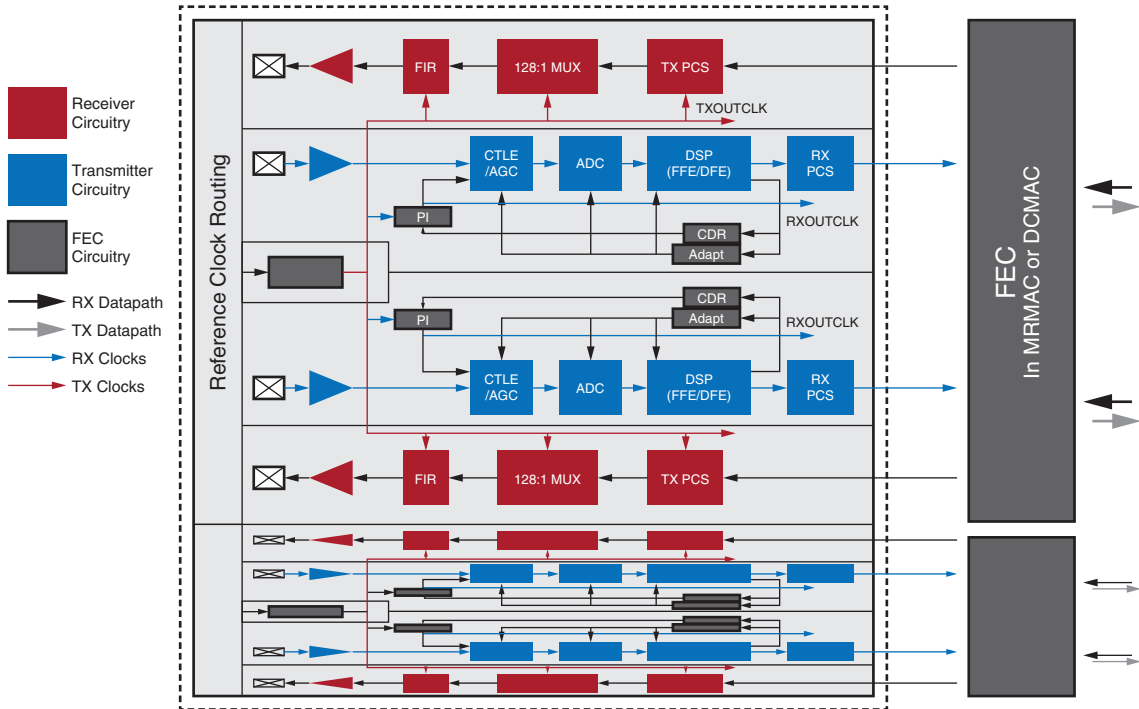 Receiver
Circuitry
Transmitter
Circuitry
FEC
Circuitry
RX Datapath
TX Datapath
RX Clocks
TX Clocks
Reference Clock Routing
FIR
128:1 MUX
TX PCS
TXOUTCLK
CTLE
/AGC
ADC
DSP
(FFE/DFE)
RX
PCS
PI
RXOUTCLK
CDR
Adapt
CDR
Adapt
PI
RXOUTCLK
CTLE
/AGC
ADC
DSP
(FFE/DFE)
RX
PCS
FIR
128:1 MUX
TX PCS
FEC
In MRMAC or DCMAC